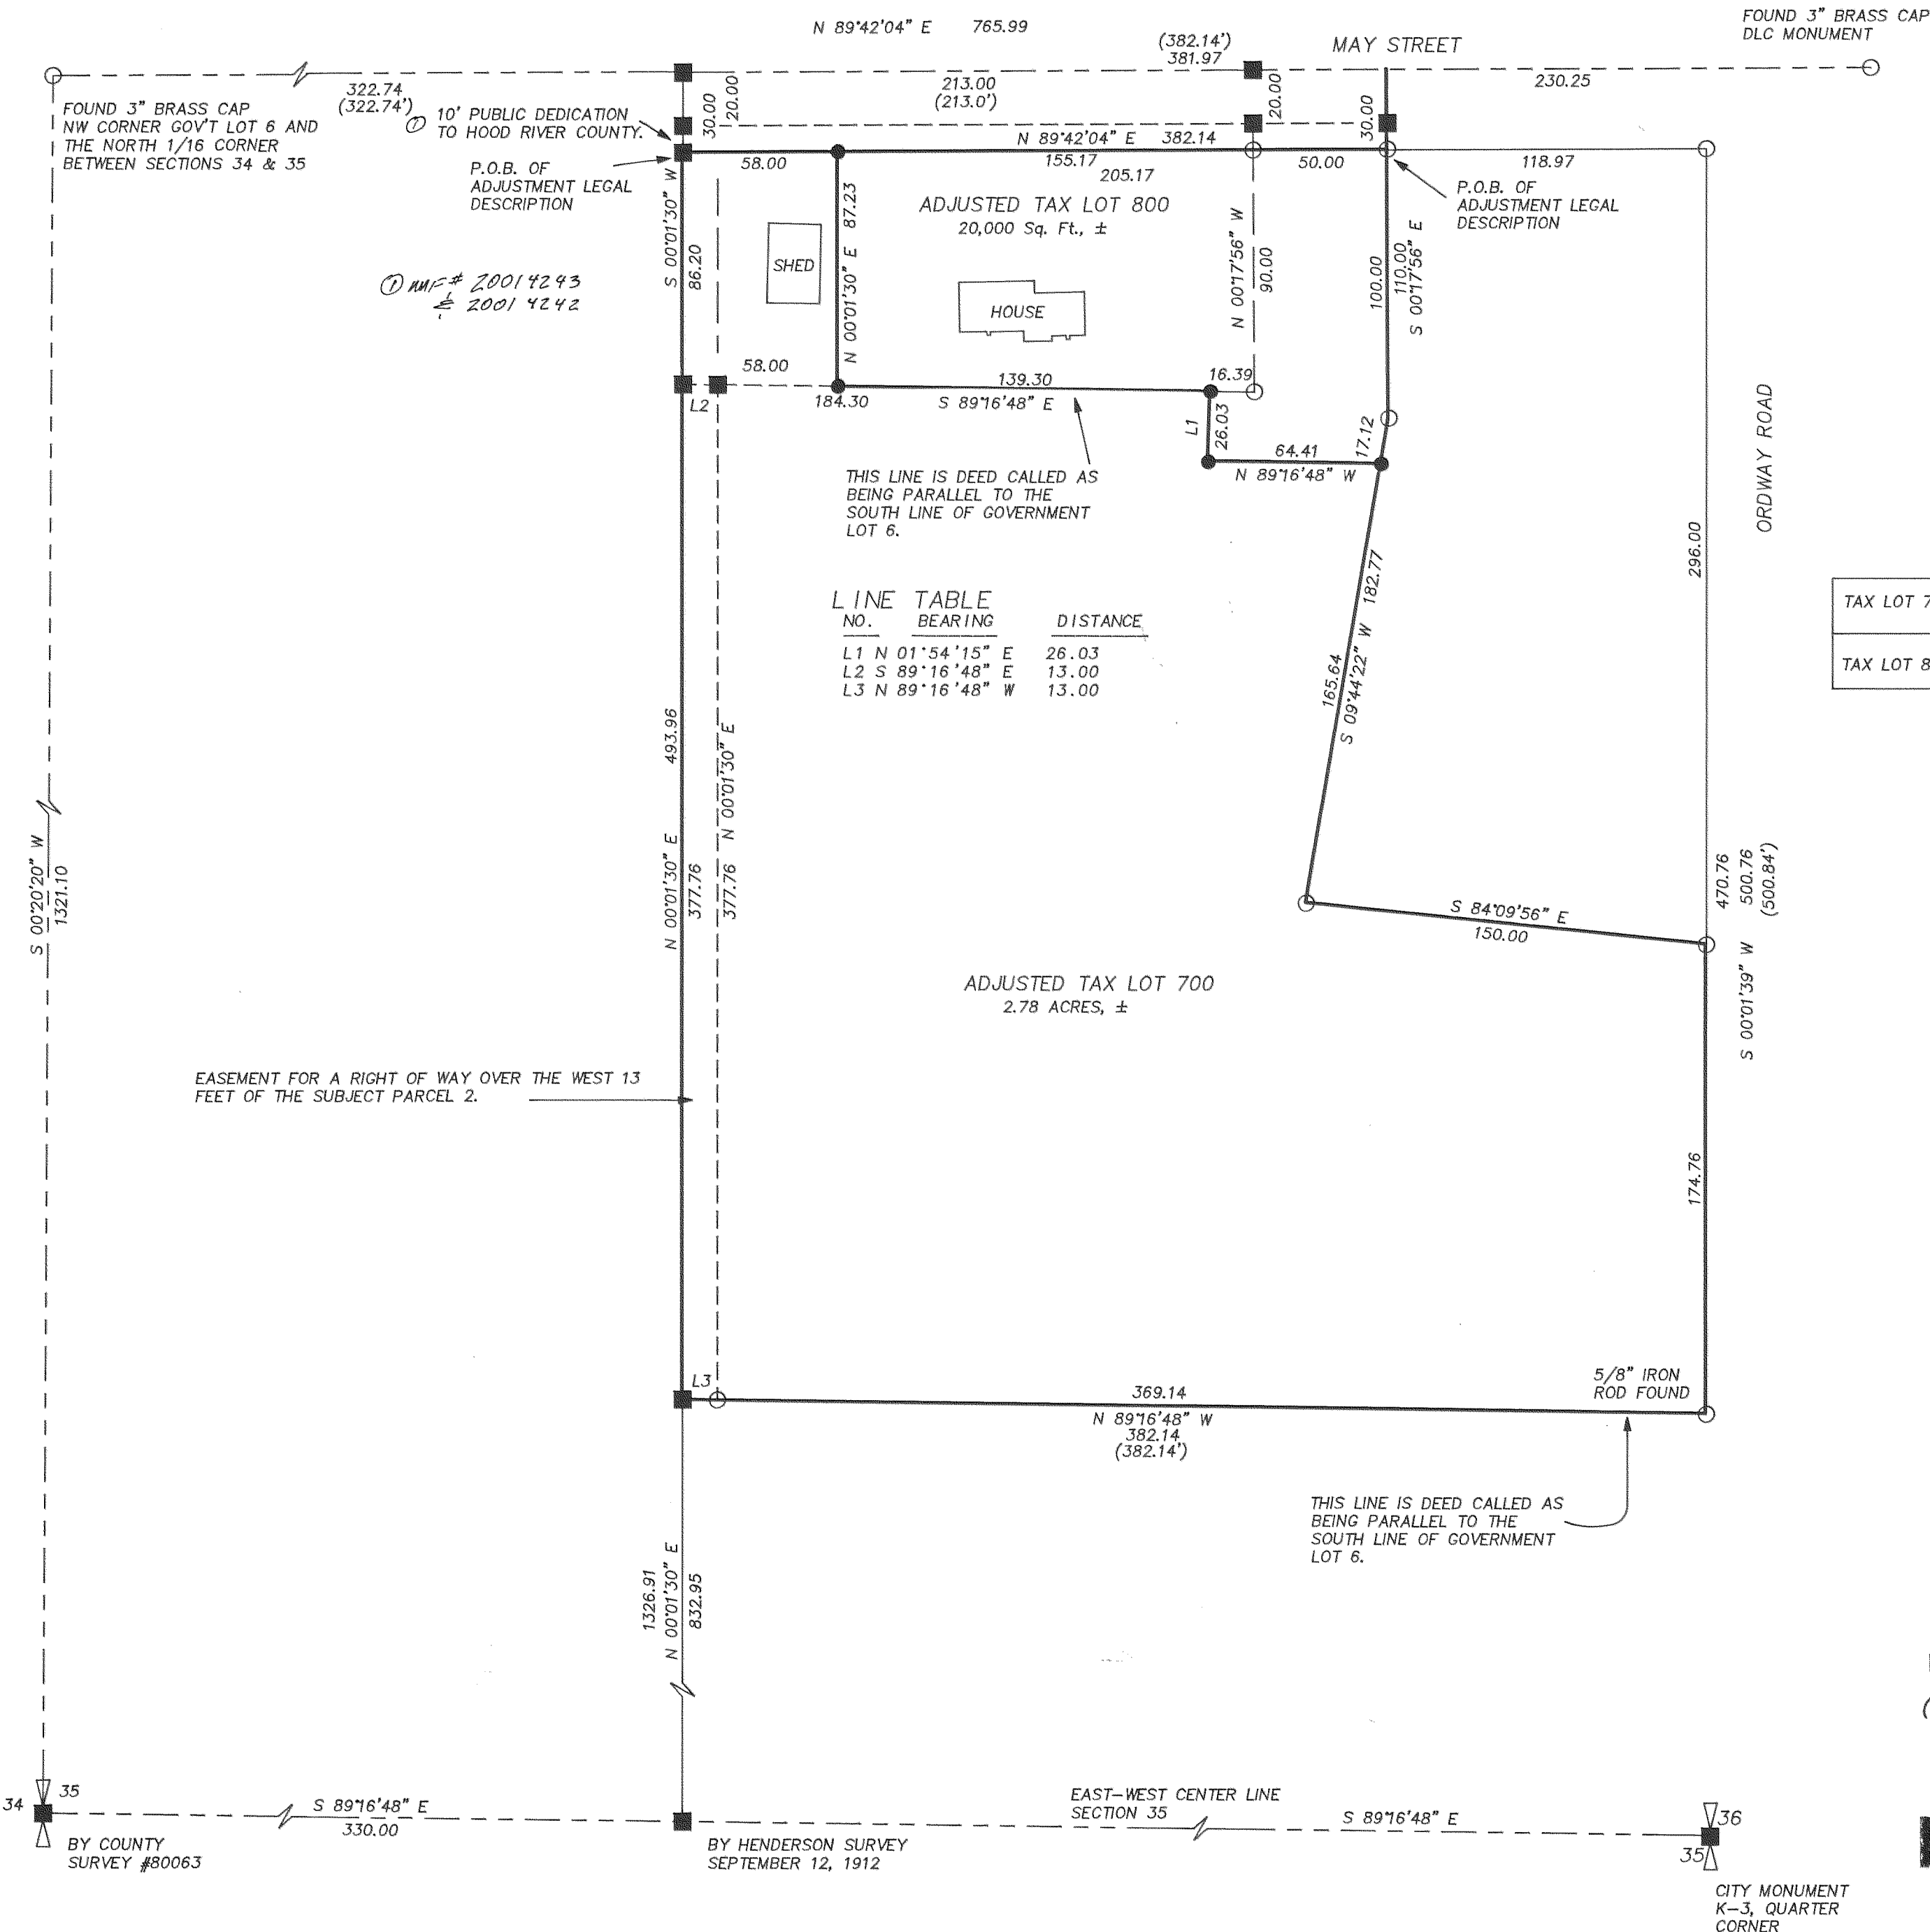 N 89°42'04" E 765.99
FOUND 3" BRASS CAP
DLC MONUMENT
(382.14')
381.97
MAY STREET
322.74
(322.74')
213.00
(213.0')
230.25
FOUND 3" BRASS CAP
NW CORNER GOV'T LOT 6 AND
THE NORTH 1/16 CORNER
BETWEEN SECTIONS 34 & 35
① 10' PUBLIC DEDICATION
TO HOOD RIVER COUNTY.
30.00
20.00
20.00
30.00
N 89°42'04" E 382.14
P.O.B. OF
ADJUSTMENT LEGAL
DESCRIPTION
58.00
155.17
205.17
50.00
118.97
P.O.B. OF
ADJUSTMENT LEGAL
DESCRIPTION
S 00°01'30" W
86.20
N 00°01'30" E 87.23
ADJUSTED TAX LOT 800
20,000 Sq. Ft., ±
N 00°17'56" W
90.00
100.00
110.00
S 00°17'56" E
SHED
HOUSE
① MF# 20014243
& 20014242
58.00
184.30
139.30
S 89°16'48" E
16.39
L2
L1
26.03
17.12
64.41
N 89°16'48" W
ORDWAY ROAD
THIS LINE IS DEED CALLED AS
BEING PARALLEL TO THE
SOUTH LINE OF GOVERNMENT
LOT 6.
296.00
LINE TABLE
NO. BEARING DISTANCE
L1 N 01°54'15" E 26.03
L2 S 89°16'48" E 13.00
L3 N 89°16'48" W 13.00
165.64
S 09°44'22" W 182.77
TAX LOT 7
TAX LOT 8
493.96
N 00°01'30" E
377.76
377.76 N 00°01'30" E
S 00°20'20" W
1321.10
S 84°09'56" E
150.00
470.76
500.76
(500.84')
S 00°01'39" W
ADJUSTED TAX LOT 700
2.78 ACRES, ±
EASEMENT FOR A RIGHT OF WAY OVER THE WEST 13
FEET OF THE SUBJECT PARCEL 2.
174.76
L3
369.14
N 89°16'48" W
382.14
(382.14')
5/8" IRON
ROD FOUND
THIS LINE IS DEED CALLED AS
BEING PARALLEL TO THE
SOUTH LINE OF GOVERNMENT
LOT 6.
1326.91
N 00°01'30" E
832.95
34
35
S 89°16'48" E
330.00
EAST-WEST CENTER LINE
SECTION 35
S 89°16'48" E
36
35
BY COUNTY
SURVEY #80063
BY HENDERSON SURVEY
SEPTEMBER 12, 1912
CITY MONUMENT
K-3, QUARTER
CORNER